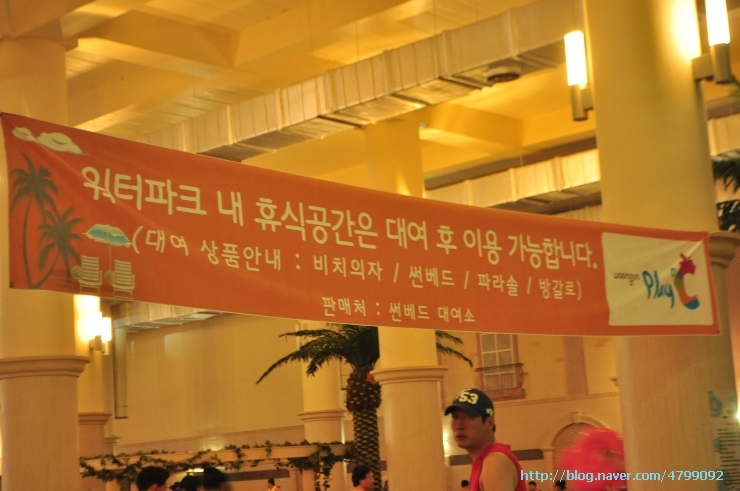 워터파크 내 휴식공간은 대여 후 이용 가능합니다.
(대여 상품안내 : 비치의자 / 썬베드 / 파라솔 / 방갈로)
판매처 : 썬베드 대여소
woongjin
Play℃
53
http://blog.naver.com/4799092